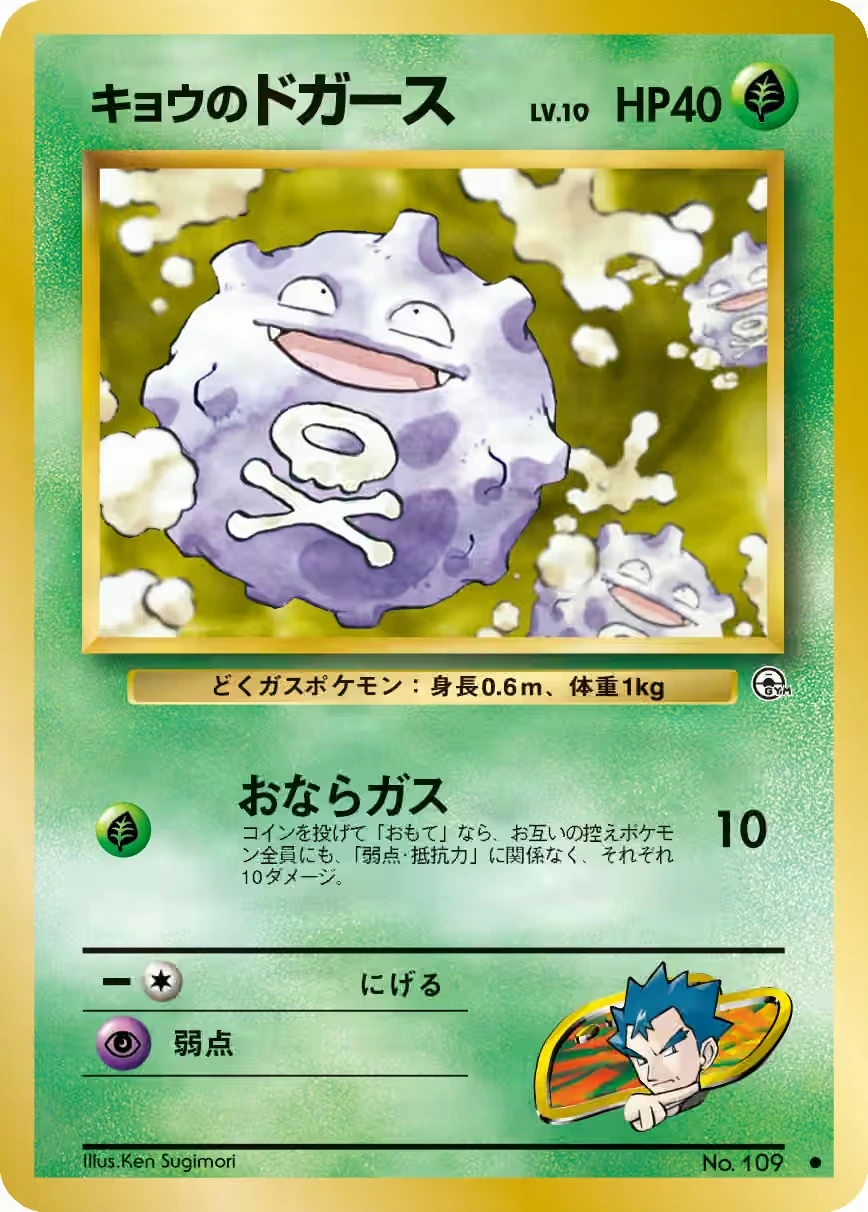 キョウのドガース LV.10 HP40
どくガスポケモン：身長0.6m、体重1kg
GYM
おならガス 10
コインを投げて「おもて」なら、お互いの控えポケモ
ン全員にも、「弱点・抵抗力」に関係なく、それぞれ
10ダメージ。
ー にげる
弱点
Illus.Ken Sugimori No. 109 ●